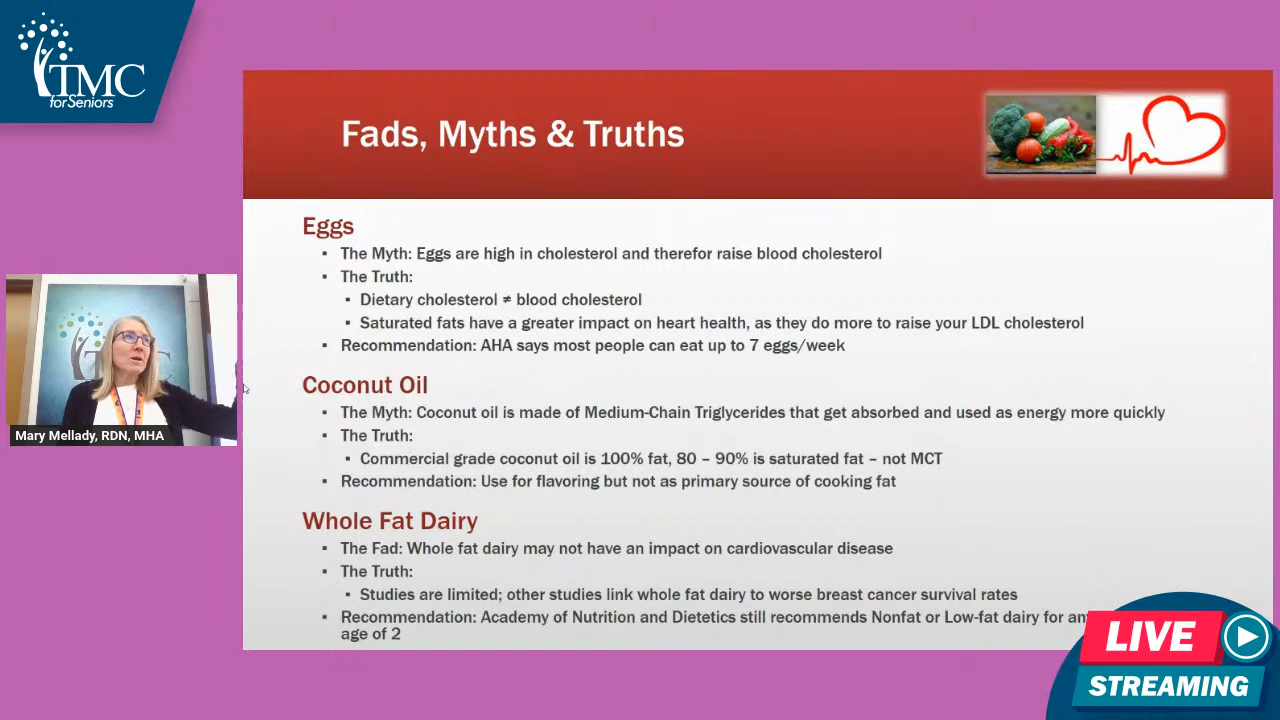 TMC
for Seniors
Fads, Myths & Truths
Eggs
▪ The Myth: Eggs are high in cholesterol and therefor raise blood cholesterol
▪ The Truth:
▪ Dietary cholesterol ≠ blood cholesterol
▪ Saturated fats have a greater impact on heart health, as they do more to raise your LDL cholesterol
▪ Recommendation: AHA says most people can eat up to 7 eggs/week
Coconut Oil
▪ The Myth: Coconut oil is made of Medium-Chain Triglycerides that get absorbed and used as energy more quickly
▪ The Truth:
▪ Commercial grade coconut oil is 100% fat, 80 – 90% is saturated fat – not MCT
▪ Recommendation: Use for flavoring but not as primary source of cooking fat
Whole Fat Dairy
▪ The Fad: Whole fat dairy may not have an impact on cardiovascular disease
▪ The Truth:
▪ Studies are limited; other studies link whole fat dairy to worse breast cancer survival rates
▪ Recommendation: Academy of Nutrition and Dietetics still recommends Nonfat or Low-fat dairy for
age of 2
Mary Mellady, RDN, MHA
LIVE
STREAMING